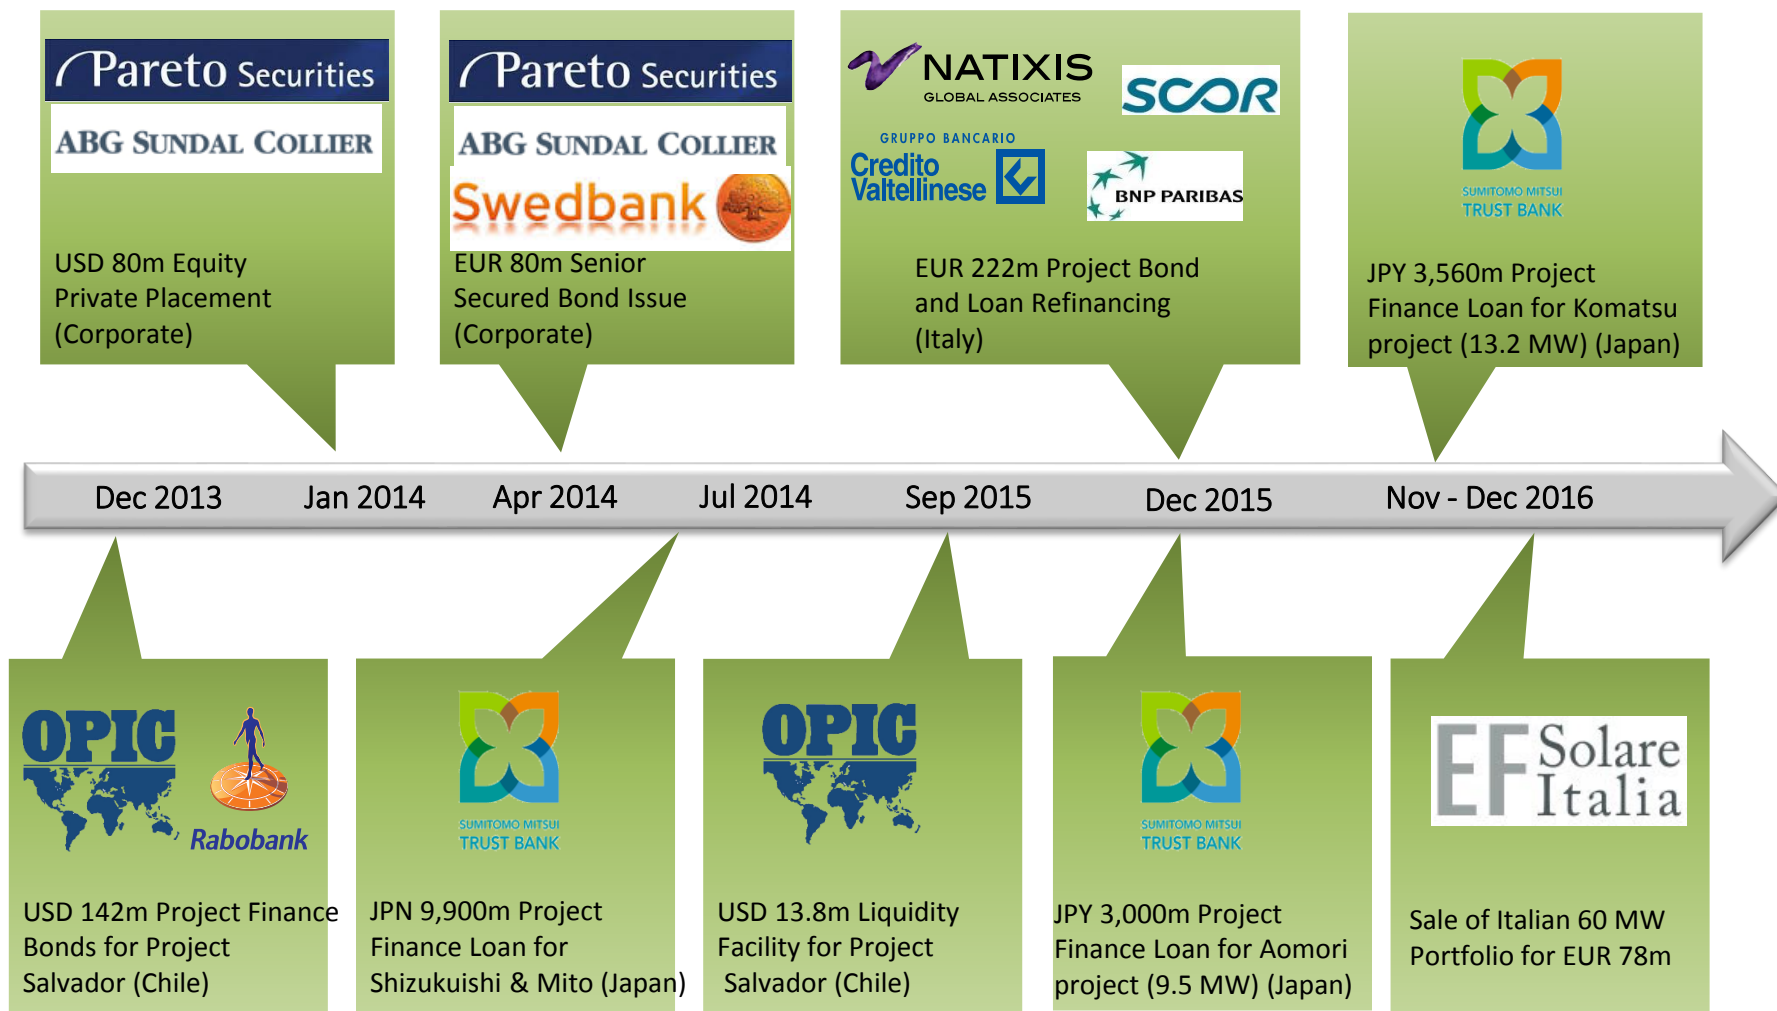 Pareto Securities
ABG SUNDAL COLLIER
USD 80m Equity
Private Placement
(Corporate)
Pareto Securities
ABG SUNDAL COLLIER
Swedbank
EUR 80m Senior
Secured Bond Issue
(Corporate)
NATIXIS
GLOBAL ASSOCIATES
SCOR
GRUPPO BANCARIO
Credito
Valtellinese
BNP PARIBAS
EUR 222m Project Bond
and Loan Refinancing
(Italy)
SUMITOMO MITSUI
TRUST BANK
JPY 3,560m Project
Finance Loan for Komatsu
project (13.2 MW) (Japan)
Dec 2013
Jan 2014
Apr 2014
Jul 2014
Sep 2015
Dec 2015
Nov - Dec 2016
OPIC
Rabobank
USD 142m Project Finance
Bonds for Project
Salvador (Chile)
SUMITOMO MITSUI
TRUST BANK
JPN 9,900m Project
Finance Loan for
Shizukuishi & Mito (Japan)
OPIC
USD 13.8m Liquidity
Facility for Project
Salvador (Chile)
SUMITOMO MITSUI
TRUST BANK
JPY 3,000m Project
Finance Loan for Aomori
project (9.5 MW) (Japan)
EF Solare
Italia
Sale of Italian 60 MW
Portfolio for EUR 78m